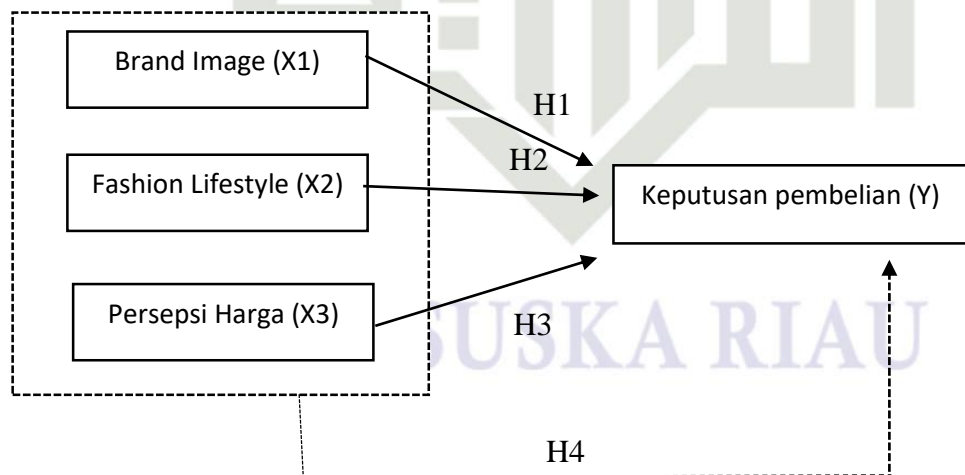 Brand Image (X1)
H1
H2
Fashion Lifestyle (X2)
Keputusan pembelian (Y)
Persepsi Harga (X3)
H3
SUSKA RIAU
H4